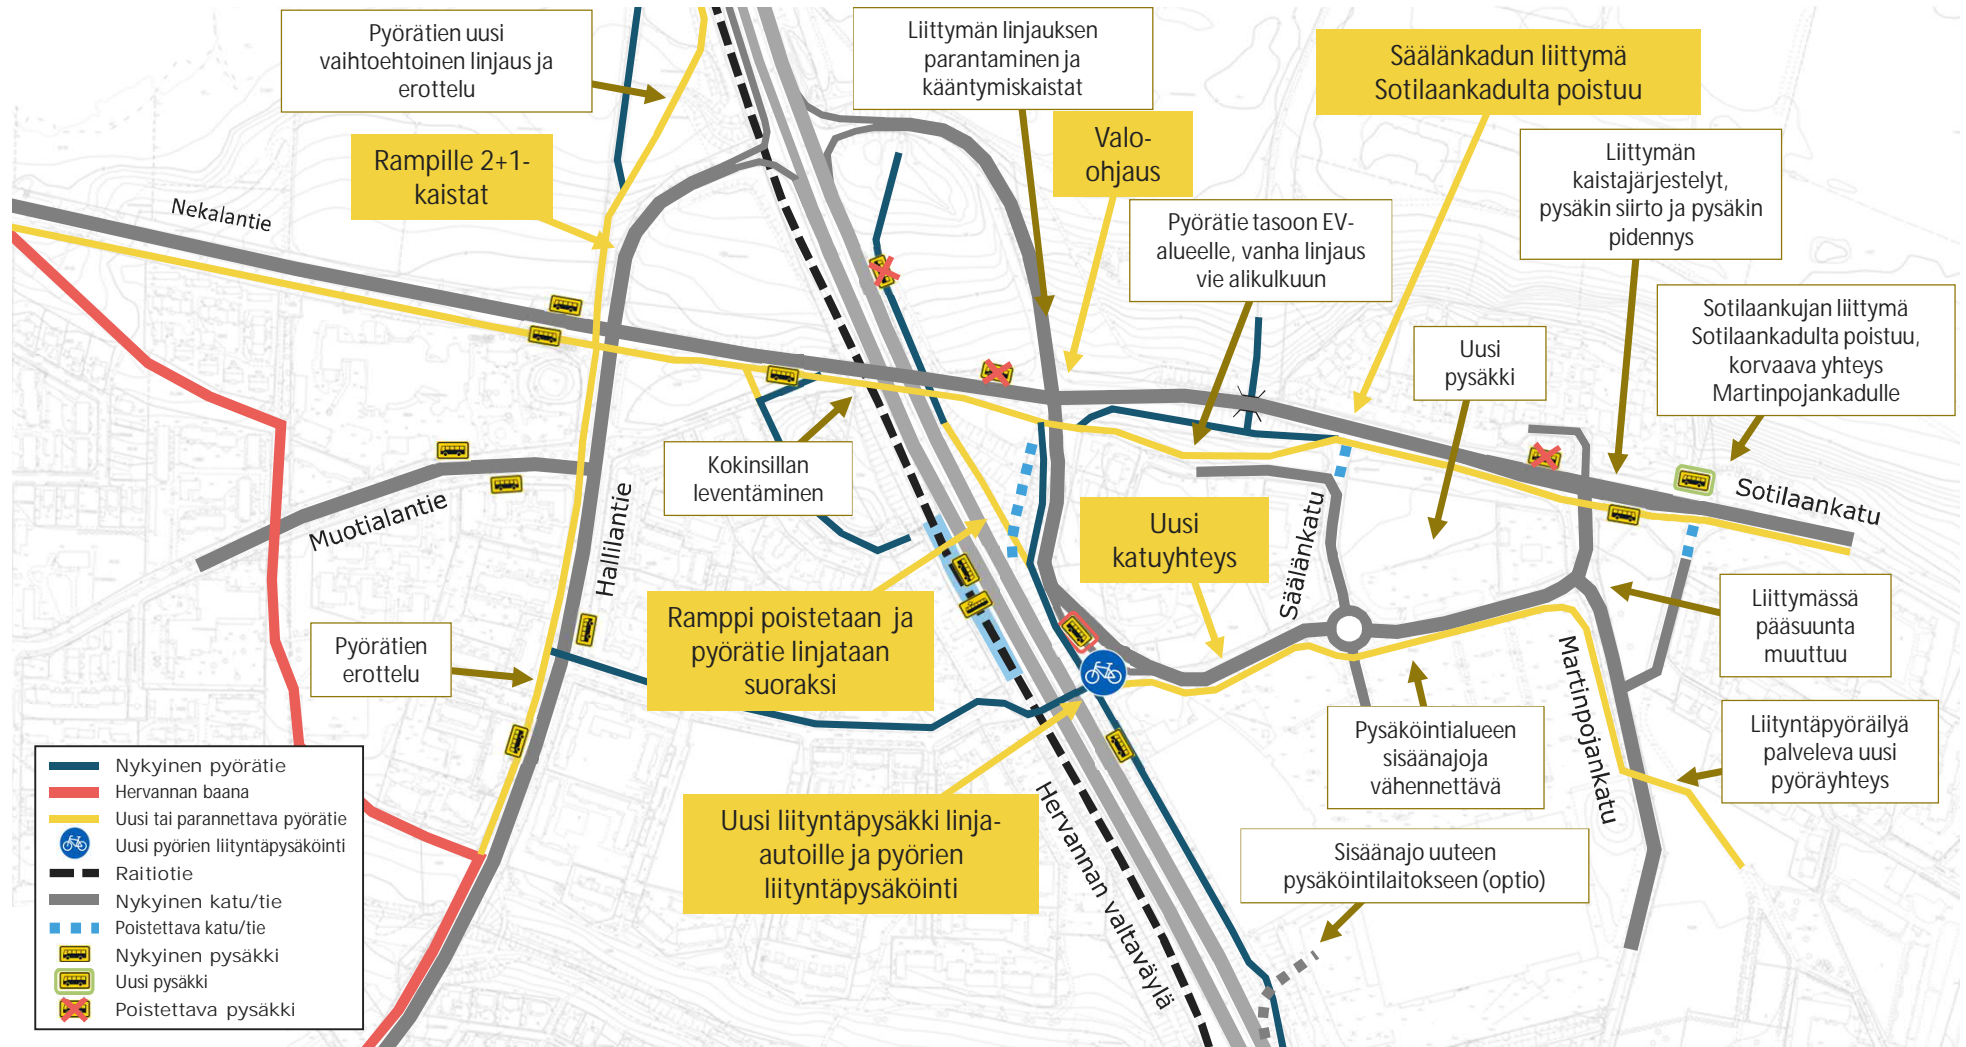 Pyörätien uusi
vaihtoehtoinen linjaus ja
erottelu
Liittymän linjauksen
parantaminen ja
kääntymiskaistat
Säälänkadun liittymä
Sotilaankadulta poistuu
Rampille 2+1-
kaistat
Valo-
ohjaus
Liittymän
kaistajärjestelyt,
pysäkin siirto ja pysäkin
pidennys
Nekalantie
Pyörätie tasoon EV-
alueelle, vanha linjaus
vie alikulkuun
Sotilaankujan liittymä
Sotilaankadulta poistuu,
korvaava yhteys
Martinpojankadulle
Uusi
pysäkki
Kokinsillan
leventäminen
Sotilaankatu
Muotialantie
Hallilantie
Uusi
katuyhteys
Säälänkatu
Ramppi poistetaan ja
pyörätie linjataan
suoraksi
Liittymässä
pääsuunta
muuttuu
Pyörätien
erottelu
Martinpojankatu
Pysäköintialueen
sisäänajoja
vähennettävä
Liityntäpyöräilyä
palveleva uusi
pyöräyhteys
Uusi liityntäpysäkki linja-
autoille ja pyörien
liityntäpysäköinti
Hervannan valtaväylä
Sisäänajo uuteen
pysäköintilaitokseen (optio)
Nykyinen pyörätie
Hervannan baana
Uusi tai parannettava pyörätie
Uusi pyörien liityntäpysäköinti
Raitiotie
Nykyinen katu/tie
Poistettava katu/tie
Nykyinen pysäkki
Uusi pysäkki
Poistettava pysäkki